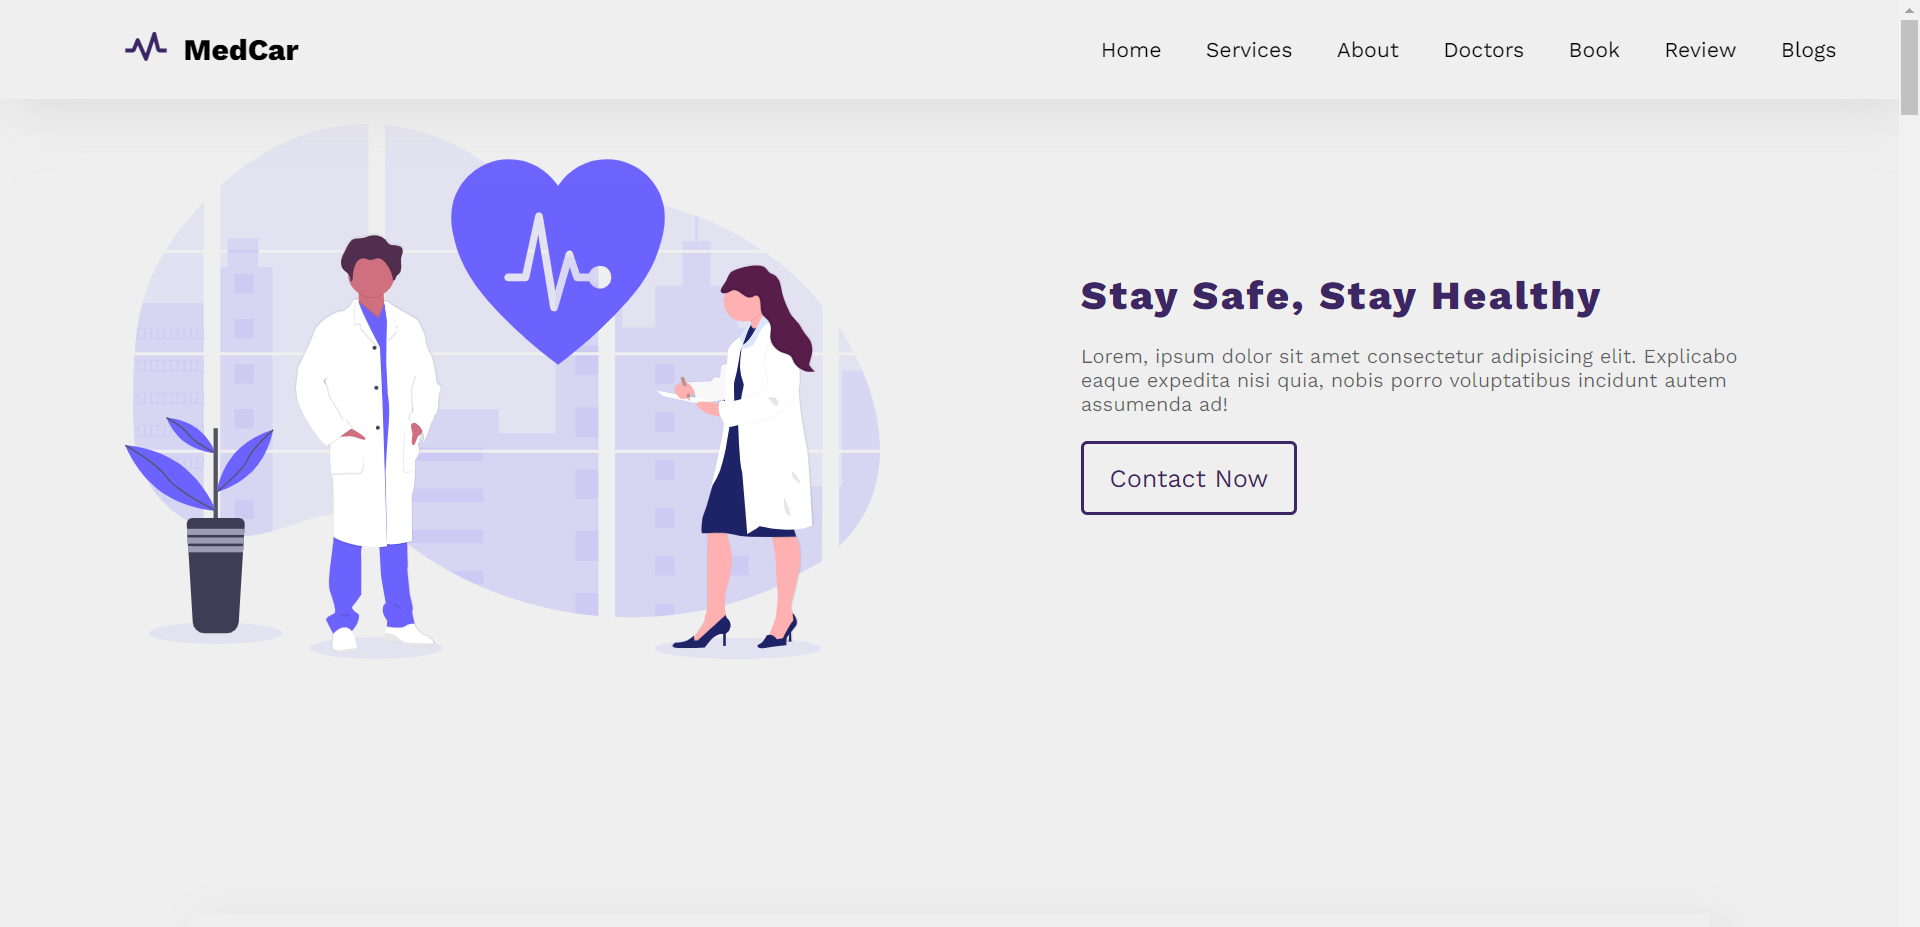 MedCar
Home Services About Doctors Book Review Blogs
Stay Safe, Stay Healthy
Lorem, ipsum dolor sit amet consectetur adipisicing elit. Explicabo
eaque expedita nisi quia, nobis porro voluptatibus incidunt autem
assumenda ad!
Contact Now